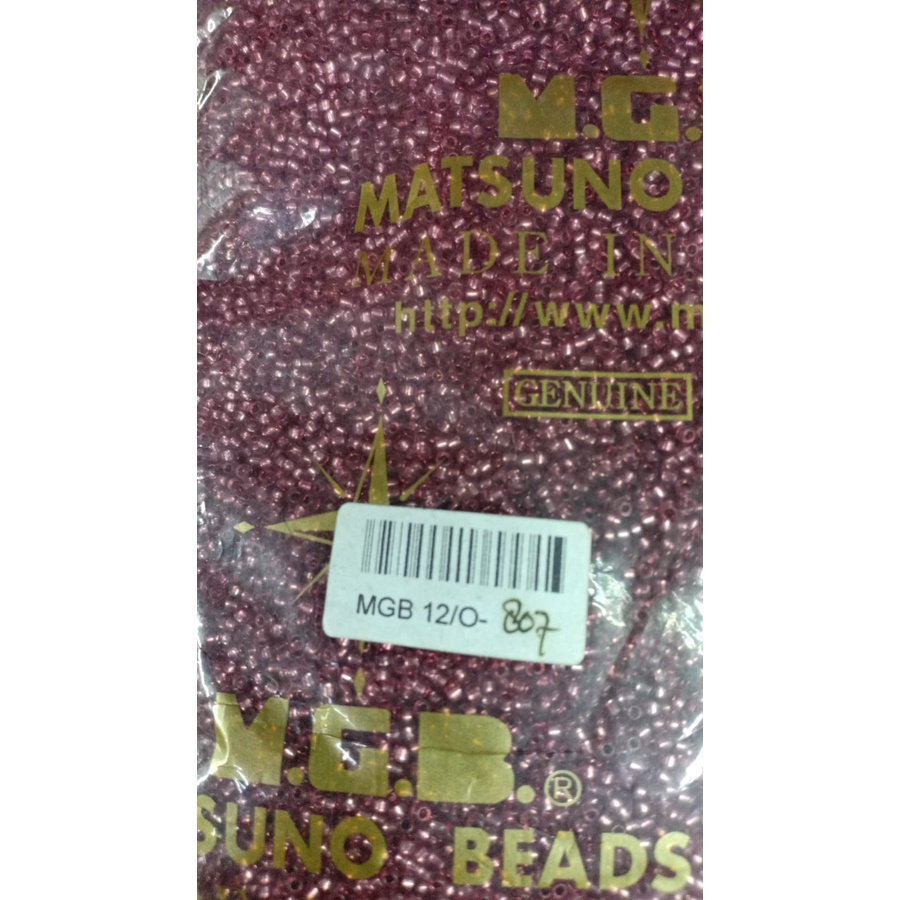 M.G.
MATSUNO
MADE IN
http://www.m
GENUINE
MGB 12/O- 807
M.G.B.®
SUNO BEADS